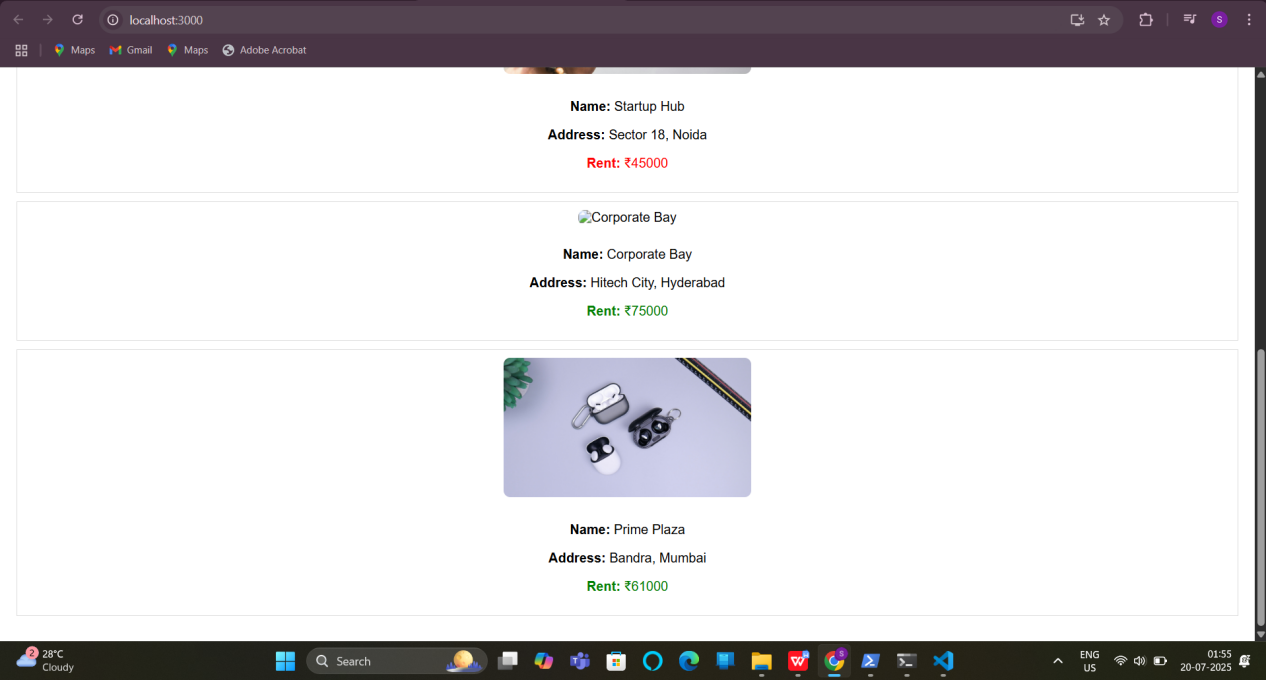 localhost:3000
S
Maps
Gmail
Maps
Adobe Acrobat
Name: Startup Hub
Address: Sector 18, Noida
Rent: ₹45000
Corporate Bay
Name: Corporate Bay
Address: Hitech City, Hyderabad
Rent: ₹75000
Name: Prime Plaza
Address: Bandra, Mumbai
Rent: ₹61000
2
28°C
Cloudy
Search
W
S
ENG
US
01:55
20-07-2025